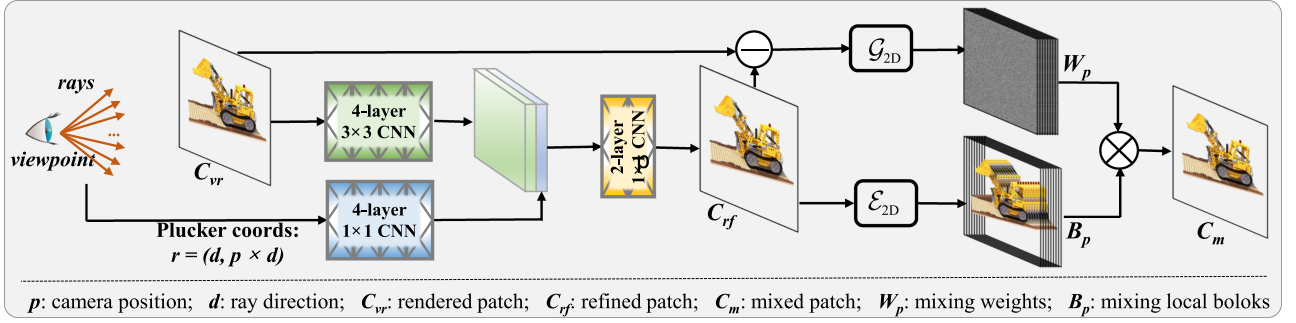 rays
...
viewpoint
C_vr
4-layer
3×3 CNN
4-layer
1×1 CNN
Plucker coords:
r = (d, p × d)
2-layer
1×1 CNN
C_rf
—
𝒢_2D
ℰ_2D
W_p
B_p
C_m
p: camera position; d: ray direction; C_vr: rendered patch; C_rf: refined patch; C_m: mixed patch; W_p: mixing weights; B_p: mixing local boloks